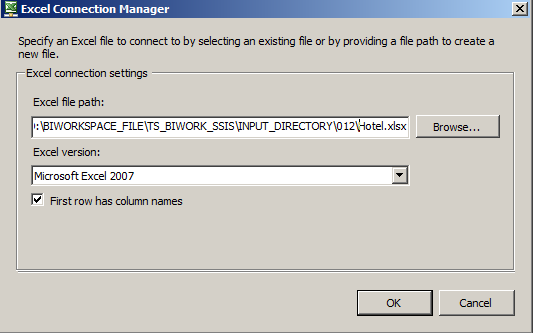 Excel Connection Manager
Specify an Excel file to connect to by selecting an existing file or by providing a file path to create a
new file.
Excel connection settings
Excel file path:
:\BIWORKSPACE_FILE\TS_BIWORK_SSIS\INPUT_DIRECTORY\012\Hotel.xlsx
Browse...
Excel version:
Microsoft Excel 2007
First row has column names
OK
Cancel